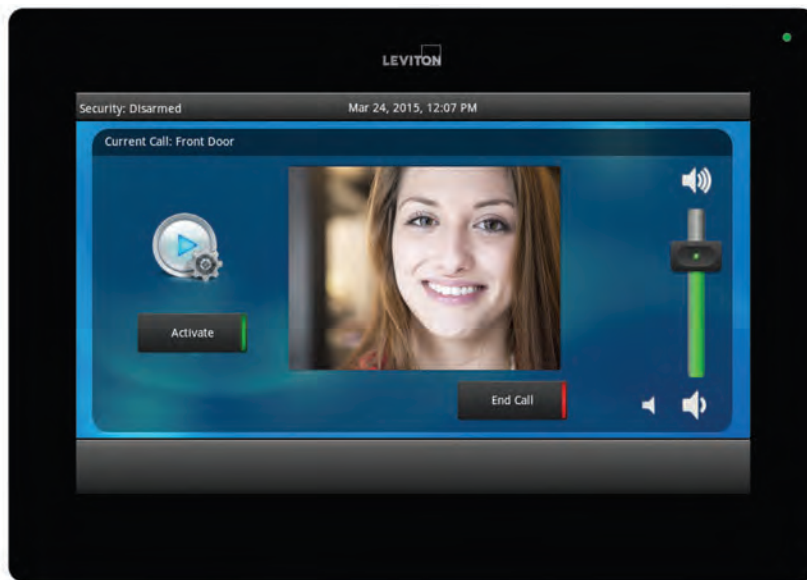 LEVITON
Security: Disarmed Mar 24, 2015, 12:07 PM
Current Call: Front Door
Activate
End Call